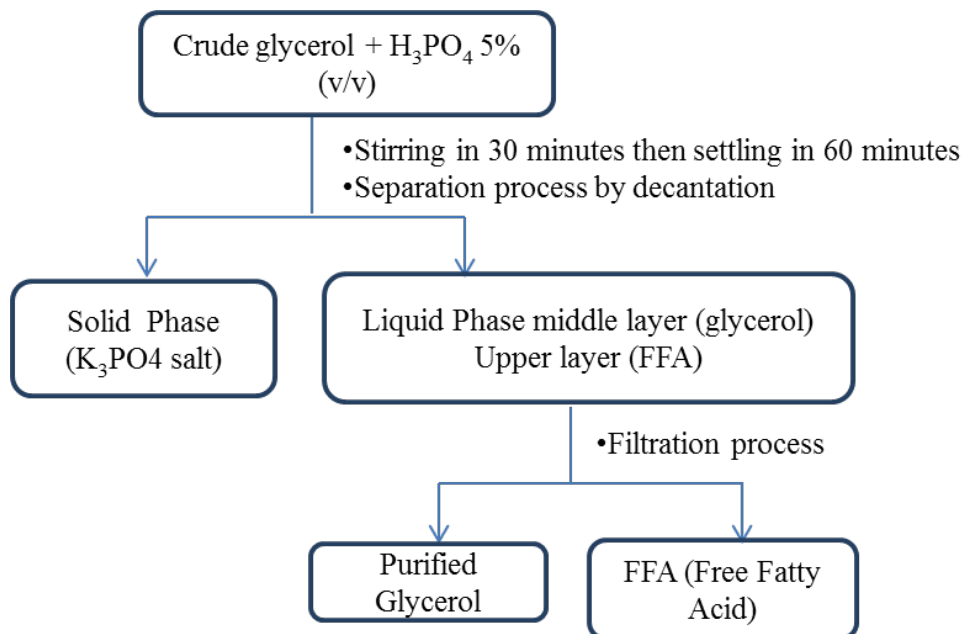 Crude glycerol + H₃PO₄ 5%
(v/v)
•Stirring in 30 minutes then settling in 60 minutes
•Separation process by decantation
Solid Phase
(K₃PO4 salt)
Liquid Phase middle layer (glycerol)
Upper layer (FFA)
•Filtration process
Purified
Glycerol
FFA (Free Fatty
Acid)